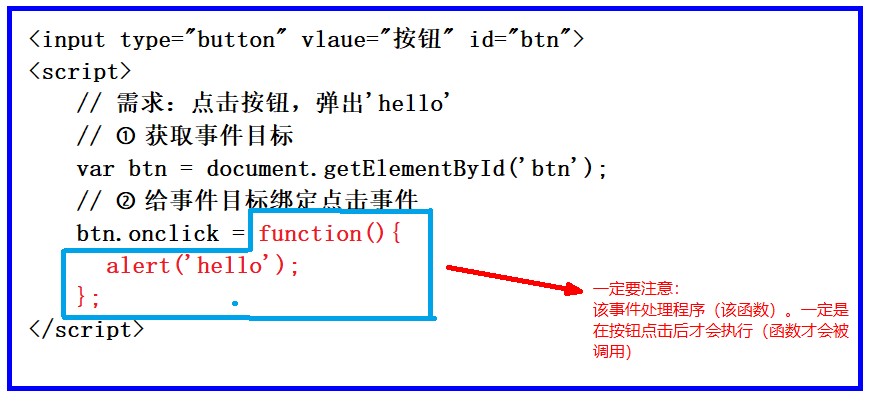 <input type="button" vlaue="按钮" id="btn">
<script>
// 需求：点击按钮，弹出'hello'
// ① 获取事件目标
var btn = document.getElementById('btn');
// ② 给事件目标绑定点击事件
btn.onclick = function(){
alert('hello');
};
</script>
一定要注意：
该事件处理程序（该函数）。一定是
在按钮点击后才会执行（函数才会被
调用）